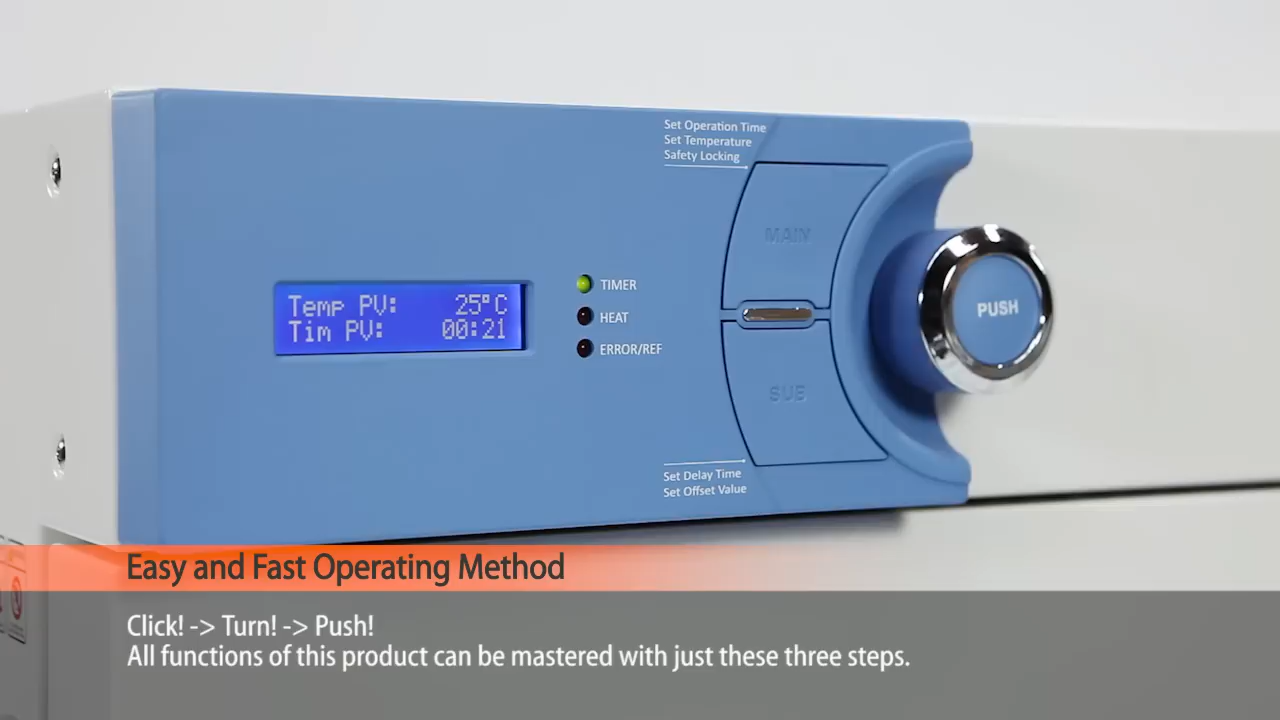 Set Operation Time
Set Temperature
Safety Locking
MAIN
Temp PV: 25°C
Tim PV: 00:21
TIMER
HEAT
ERROR/REF
PUSH
SUB
Set Delay Time
Set Offset Value
Easy and Fast Operating Method
Click! -> Turn! -> Push!
All functions of this product can be mastered with just these three steps.